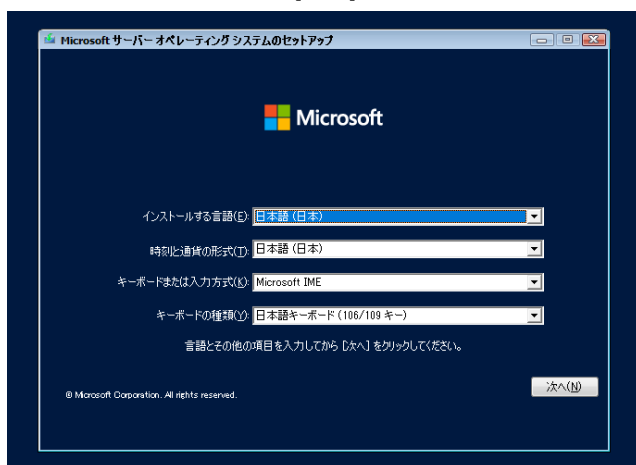 Microsoft サーバー オペレーティング システムのセットアップ
Microsoft
インストールする言語(E): 日本語 (日本)
時刻と通貨の形式(T): 日本語 (日本)
キーボードまたは入力方式(K): Microsoft IME
キーボードの種類(Y): 日本語キーボード (106/109 キー)
言語とその他の項目を入力してから [次へ] をクリックしてください。
次へ(N)
© Microsoft Corporation. All rights reserved.